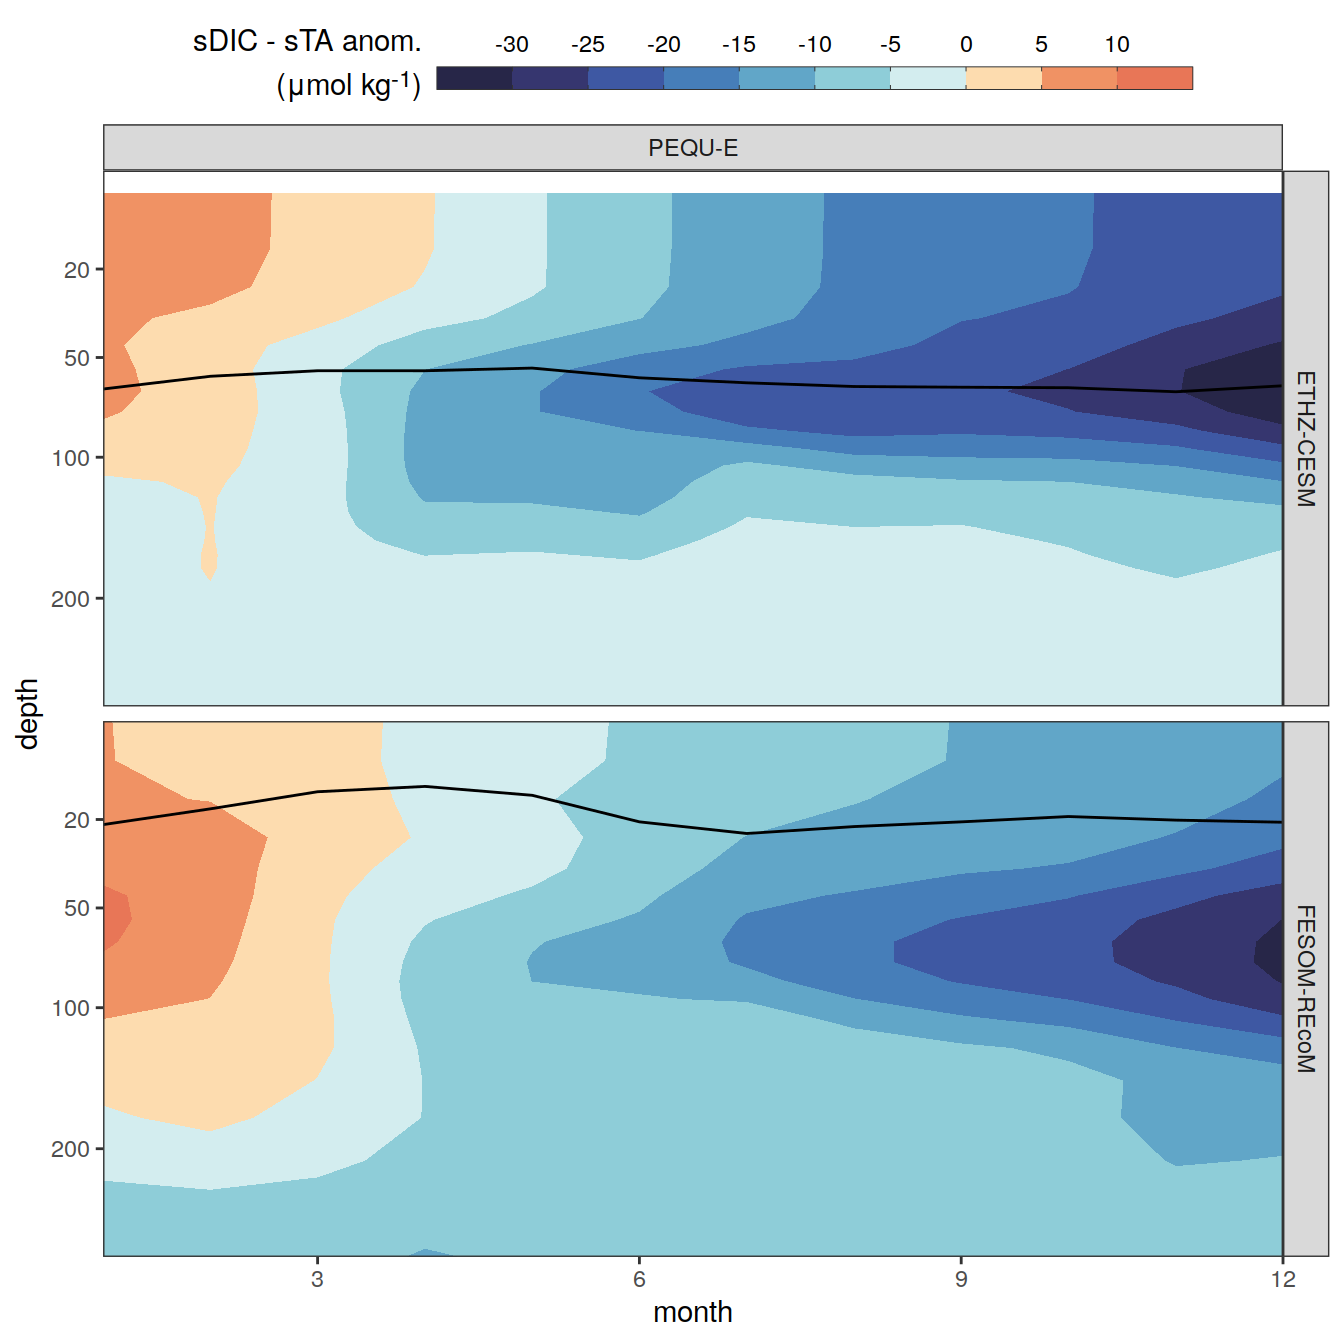 sDIC - sTA anom.
(µmol kg⁻¹)
-30 -25 -20 -15 -10 -5 0 5 10
PEQU-E
20
50
100
200
ETHZ-CESM
depth
20
50
100
200
FESOM-REcoM
3 6 9 12
month